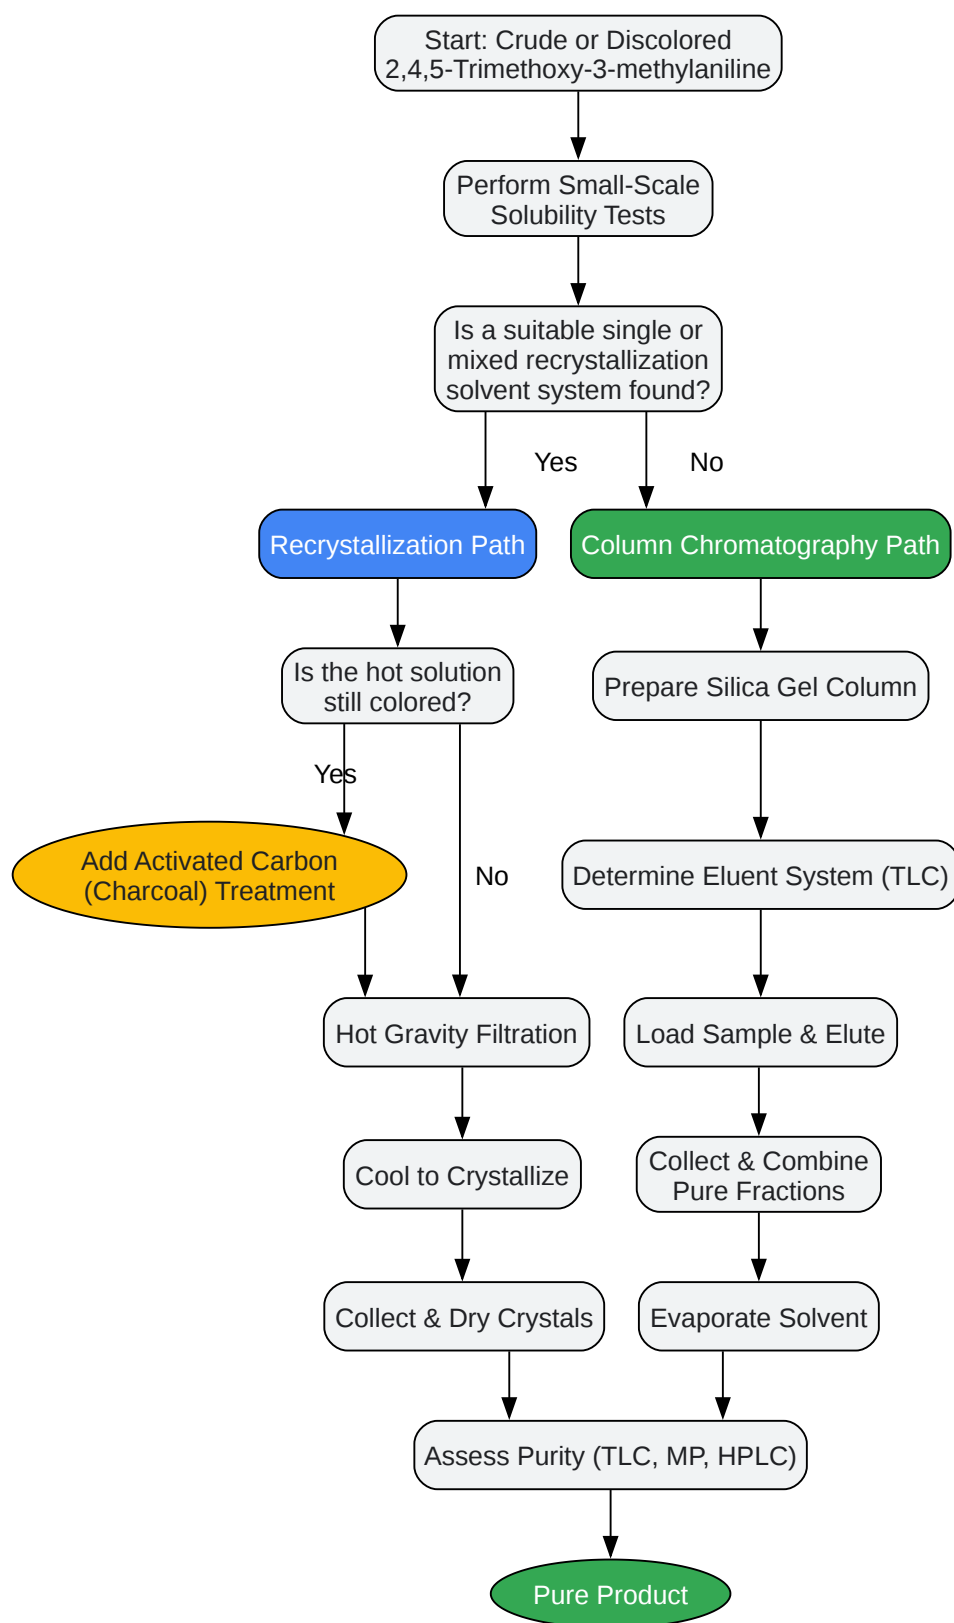 Start: Crude or Discolored
2,4,5-Trimethoxy-3-methylaniline
Perform Small-Scale
Solubility Tests
Is a suitable single or
mixed recrystallization
solvent system found?
Yes
No
Recrystallization Path
Column Chromatography Path
Is the hot solution
still colored?
Prepare Silica Gel Column
Yes
Add Activated Carbon
(Charcoal) Treatment
No
Determine Eluent System (TLC)
Hot Gravity Filtration
Load Sample & Elute
Cool to Crystallize
Collect & Combine
Pure Fractions
Collect & Dry Crystals
Evaporate Solvent
Assess Purity (TLC, MP, HPLC)
Pure Product